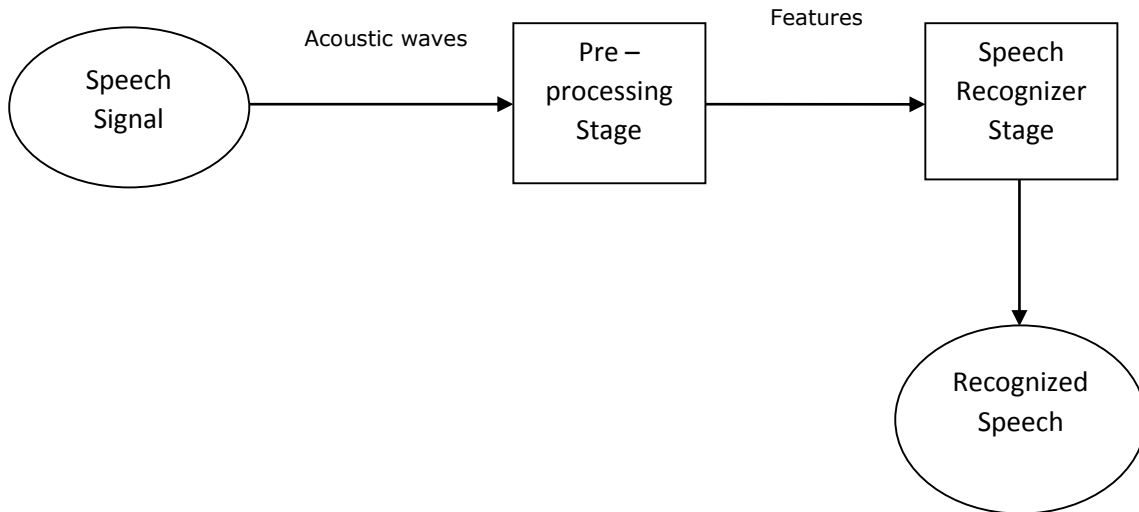 Speech
Signal
Acoustic waves
Pre –
processing
Stage
Features
Speech
Recognizer
Stage
Recognized
Speech